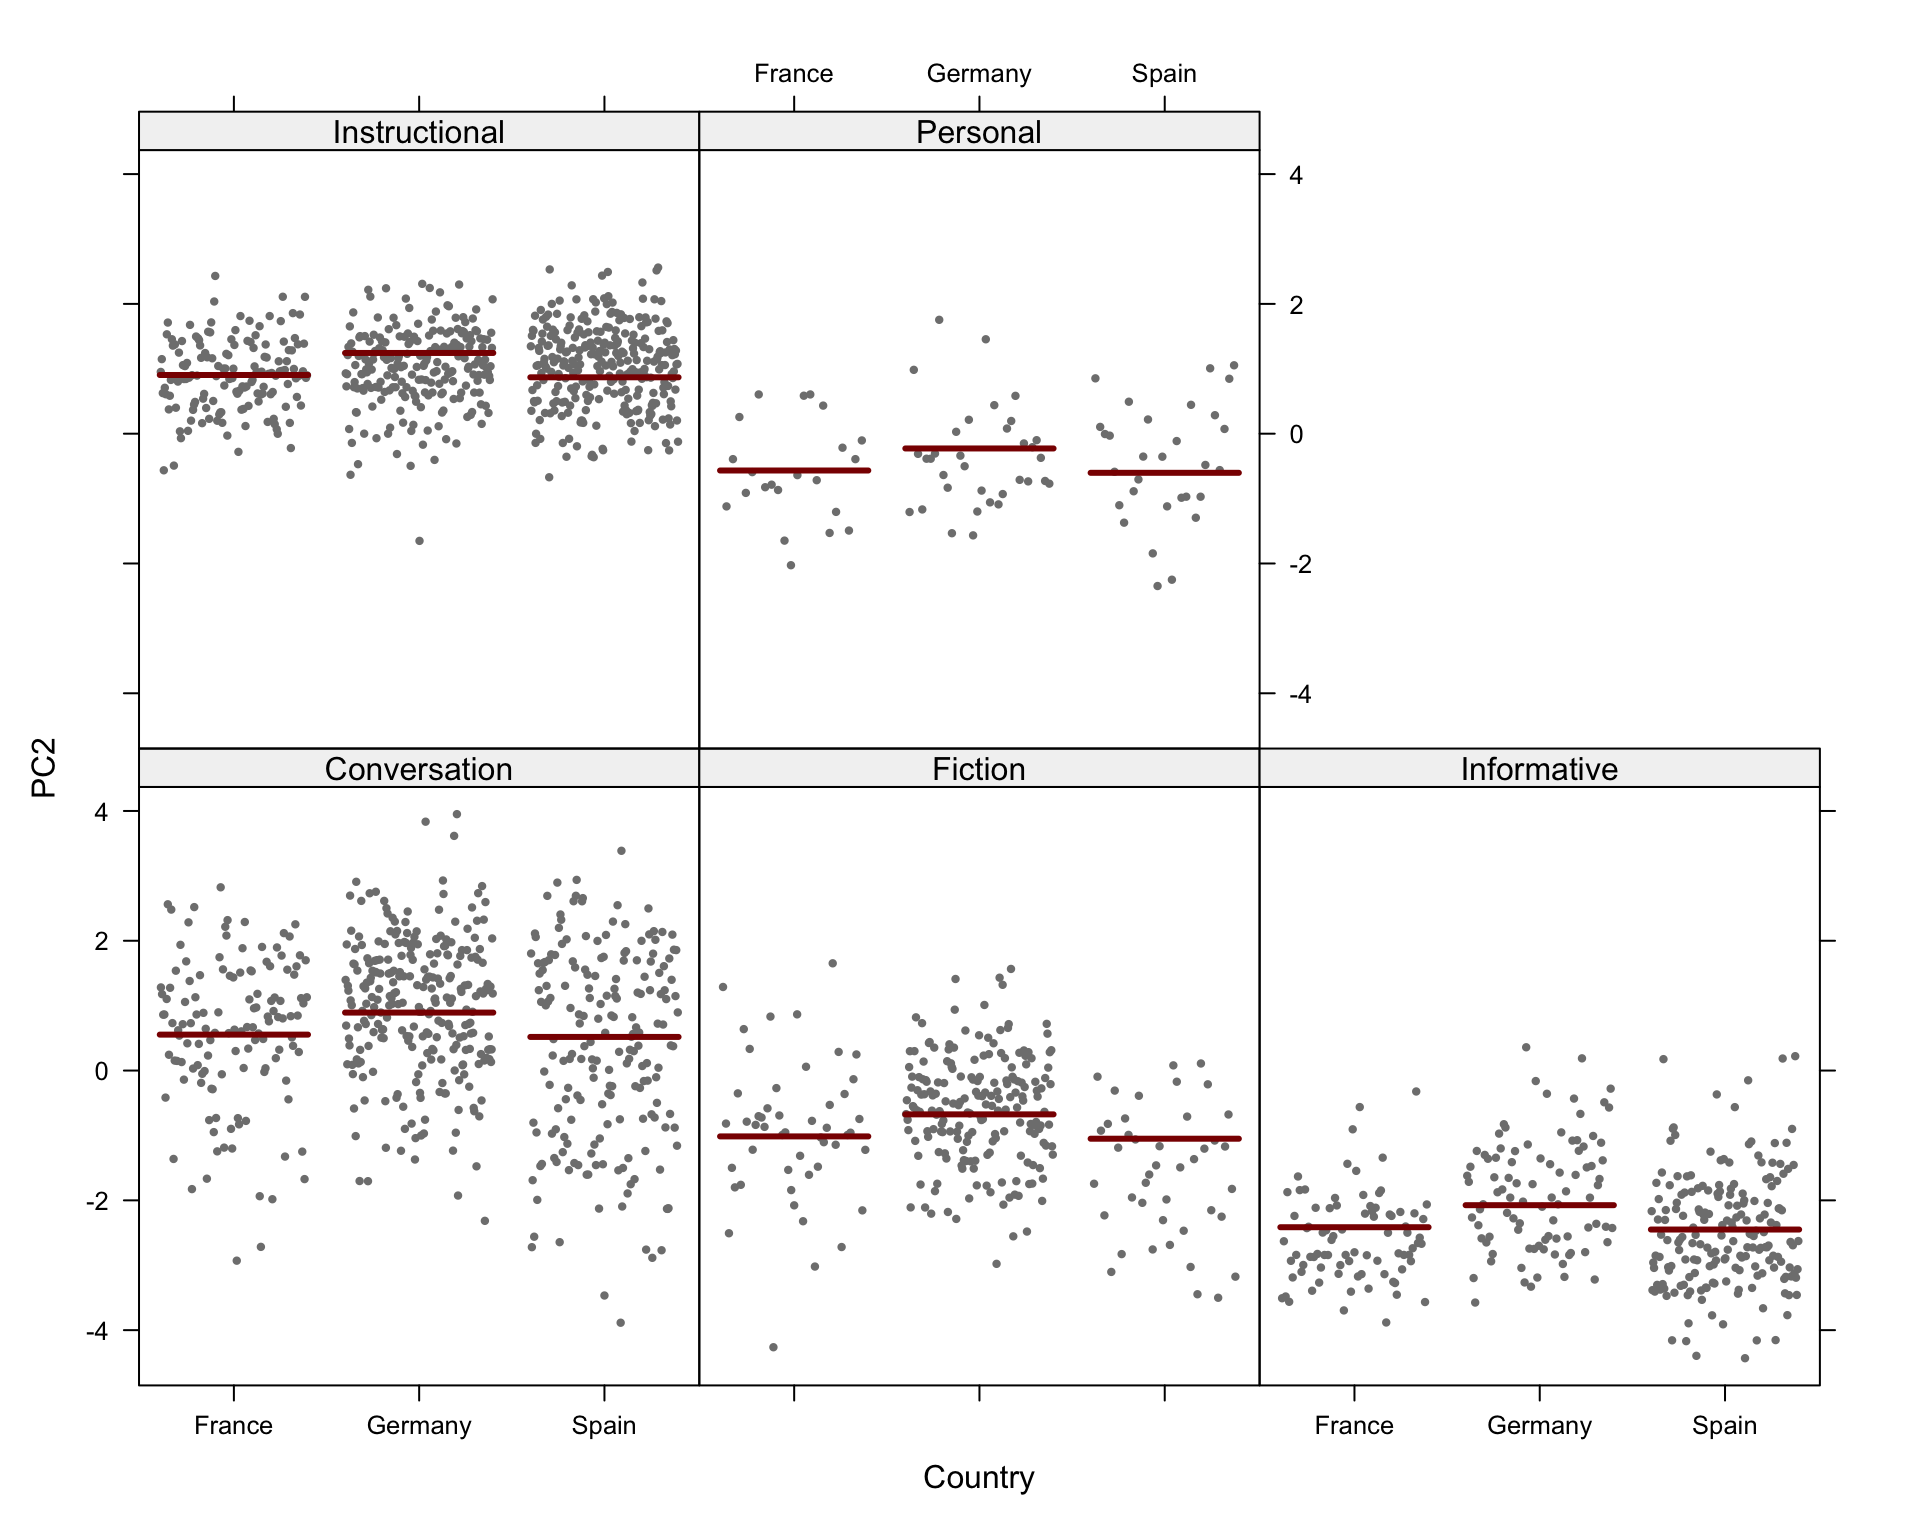 France Germany Spain
Instructional Personal
4
2
0
-2
-4
PC2
Conversation Fiction Informative
4
2
0
-2
-4
France Germany Spain France Germany Spain
Country